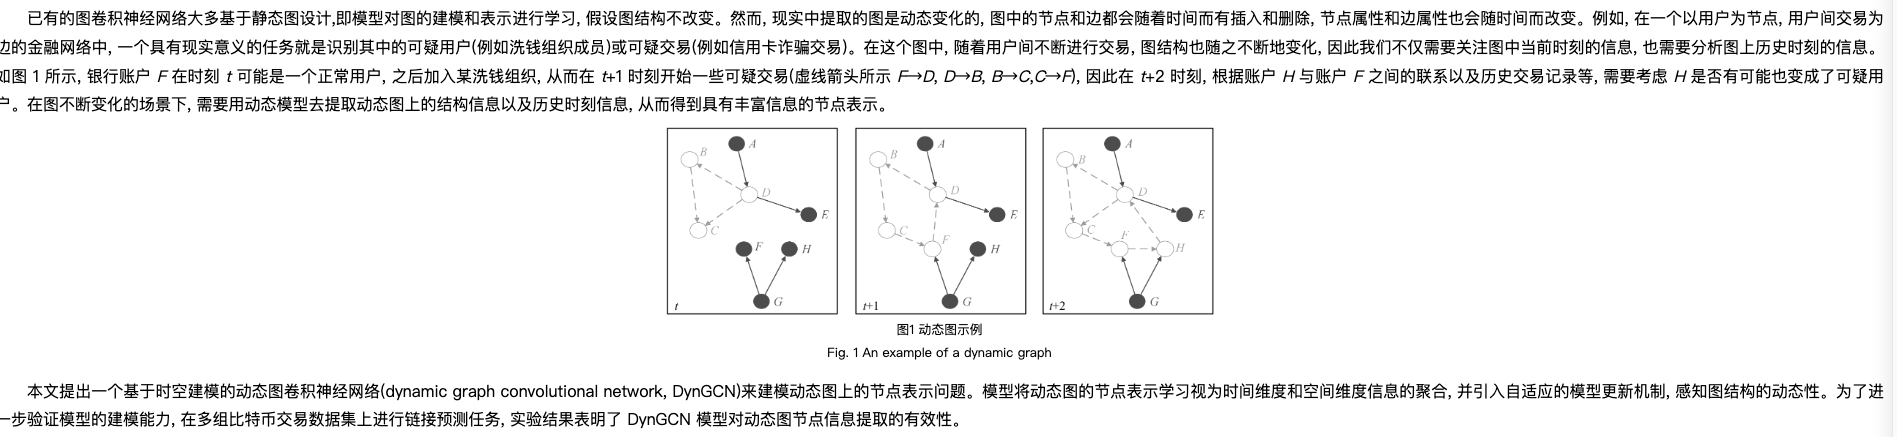 已有的图卷积神经网络大多基于静态图设计,即模型对图的建模和表示进行学习, 假设图结构不改变。然而, 现实中提取的图是动态变化的, 图中的节点和边都会随着时间而有插入和删除, 节点属性和边属性也会随时间而改变。例如, 在一个以用户为节点, 用户间交易为
边的金融网络中, 一个具有现实意义的任务就是识别其中的可疑用户(例如洗钱组织成员)或可疑交易(例如信用卡诈骗交易)。在这个图中, 随着用户间不断进行交易, 图结构也随之不断地变化, 因此我们不仅需要关注图中当前时刻的信息, 也需要分析图上历史时刻的信息。
如图 1 所示, 银行账户 F 在时刻 t 可能是一个正常用户, 之后加入某洗钱组织, 从而在 t+1 时刻开始一些可疑交易(虚线箭头所示 F→D, D→B, B→C,C→F), 因此在 t+2 时刻, 根据账户 H 与账户 F 之间的联系以及历史交易记录等, 需要考虑 H 是否有可能也变成了可疑用
户。在图不断变化的场景下, 需要用动态模型去提取动态图上的结构信息以及历史时刻信息, 从而得到具有丰富信息的节点表示。
A
B
D
E
C
F
H
G
t
A
B
D
E
C
F
H
G
t+1
A
B
D
E
C
F
H
G
t+2
图1 动态图示例
Fig. 1 An example of a dynamic graph
本文提出一个基于时空建模的动态图卷积神经网络(dynamic graph convolutional network, DynGCN)来建模动态图上的节点表示问题。模型将动态图的节点表示学习视为时间维度和空间维度信息的聚合, 并引入自适应的模型更新机制, 感知图结构的动态性。为了进
一步验证模型的建模能力, 在多组比特币交易数据集上进行链接预测任务, 实验结果表明了 DynGCN 模型对动态图节点信息提取的有效性。